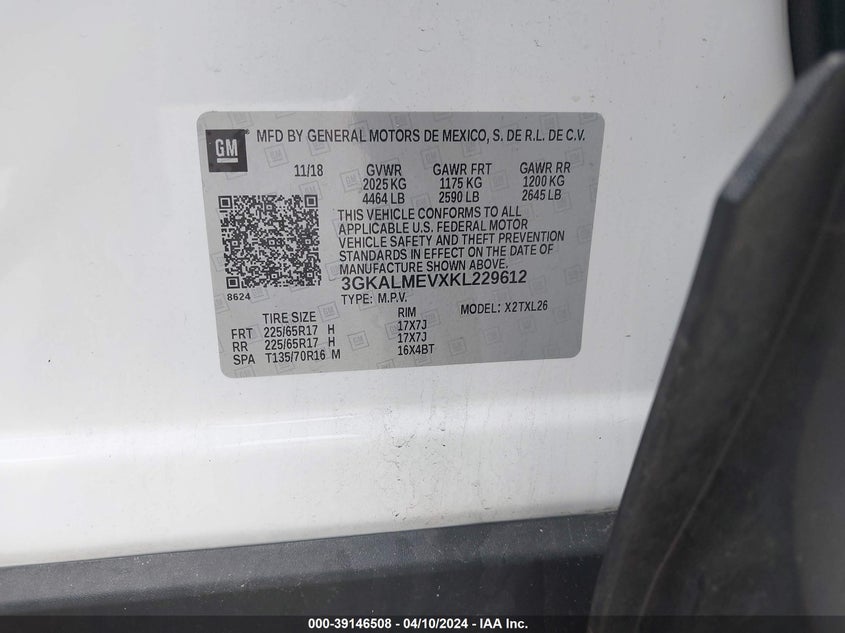 GM ® MFD BY GENERAL MOTORS DE MEXICO, S. DE R.L. DE C.V.
11/18 GVWR GAWR FRT GAWR RR
2025 KG 1175 KG 1200 KG
4464 LB 2590 LB 2645 LB
THIS VEHICLE CONFORMS TO ALL
APPLICABLE U.S. FEDERAL MOTOR
VEHICLE SAFETY AND THEFT PREVENTION
STANDARDS IN EFFECT ON THE DATE OF
MANUFACTURE SHOWN ABOVE.
8624 3GKALMEVXKL229612
TYPE: M.P.V. MODEL: X2TXL26
TIRE SIZE RIM
FRT 225/65R17 H 17X7J
RR 225/65R17 H 17X7J
SPA T135/70R16 M 16X4BT
000-39146508 - 04/10/2024 - IAA Inc.